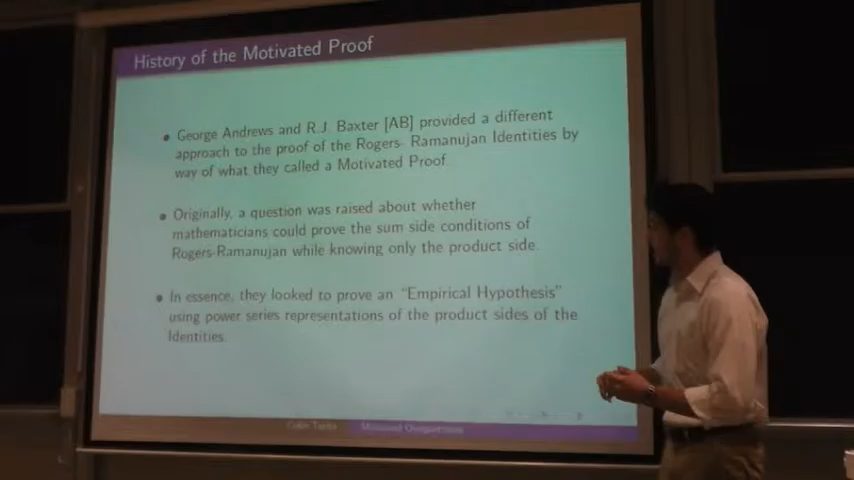 History of the Motivated Proof
• George Andrews and R.J. Baxter [AB] provided a different
approach to the proof of the Rogers- Ramanujan Identities by
way of what they called a Motivated Proof
• Originally, a question was raised about whether
mathematicians could prove the sum side conditions of
Rogers-Ramanujan while knowing only the product side.
• In essence, they looked to prove an "Empirical Hypothesis"
using power series representations of the product sides of the
Identities.
Motivated